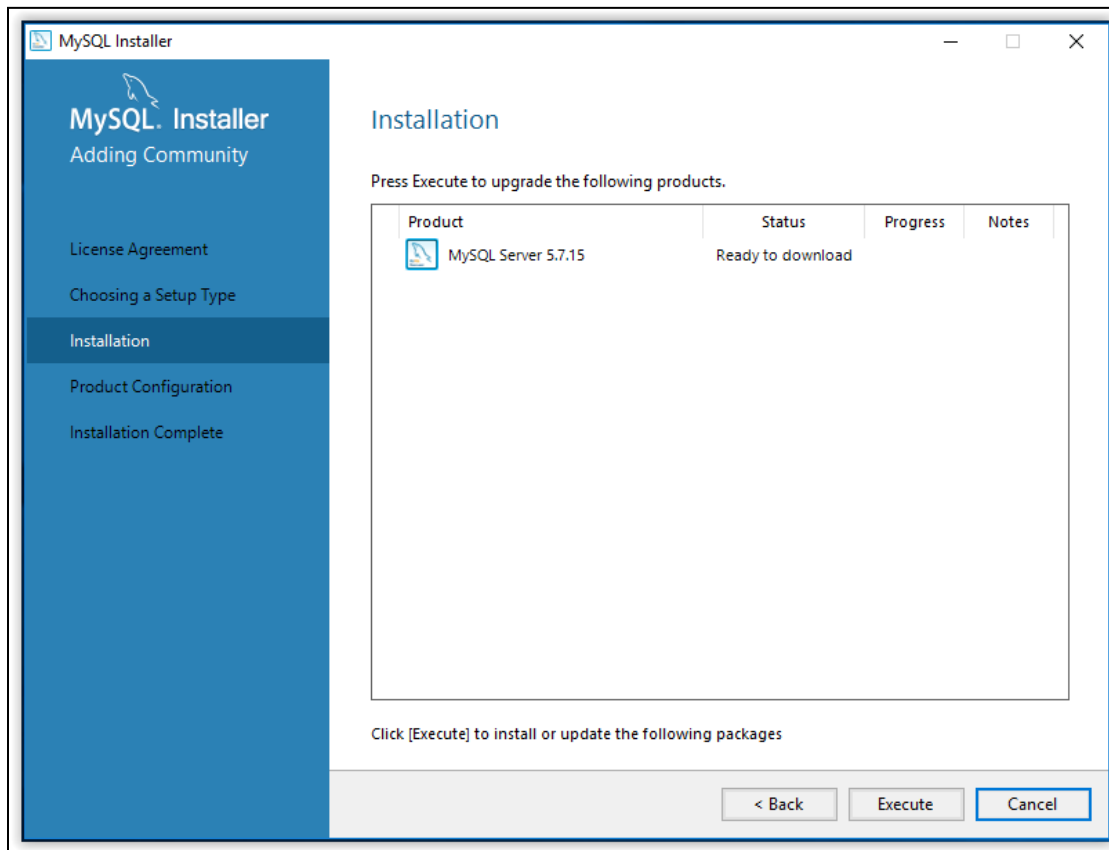 MySQL Installer
MySQL. Installer
Adding Community
License Agreement
Choosing a Setup Type
Installation
Product Configuration
Installation Complete
Installation
Press Execute to upgrade the following products.
Product Status Progress Notes
MySQL Server 5.7.15 Ready to download
Click [Execute] to install or update the following packages
< Back Execute Cancel